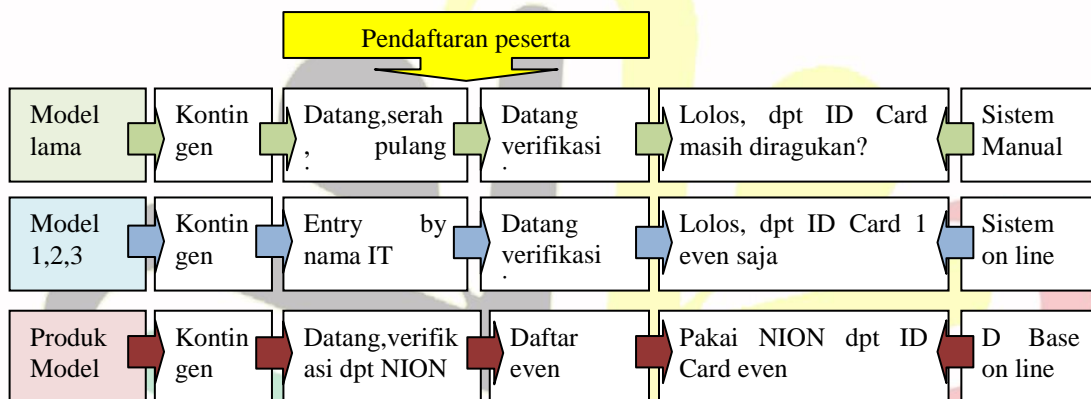 Pendaftaran peserta
Model
lama
Kontin
gen
Datang,serah
, pulang
.
Datang
verifikasi
.
Lolos, dpt ID Card
masih diragukan?
Sistem
Manual
Model
1,2,3
Kontin
gen
Entry by
nama IT
Datang
verifikasi
.
Lolos, dpt ID Card 1
even saja
Sistem
on line
Produk
Model
Kontin
gen
Datang,verifik
asi dpt NION
Daftar
even
Pakai NION dpt ID
Card even
D Base
on line